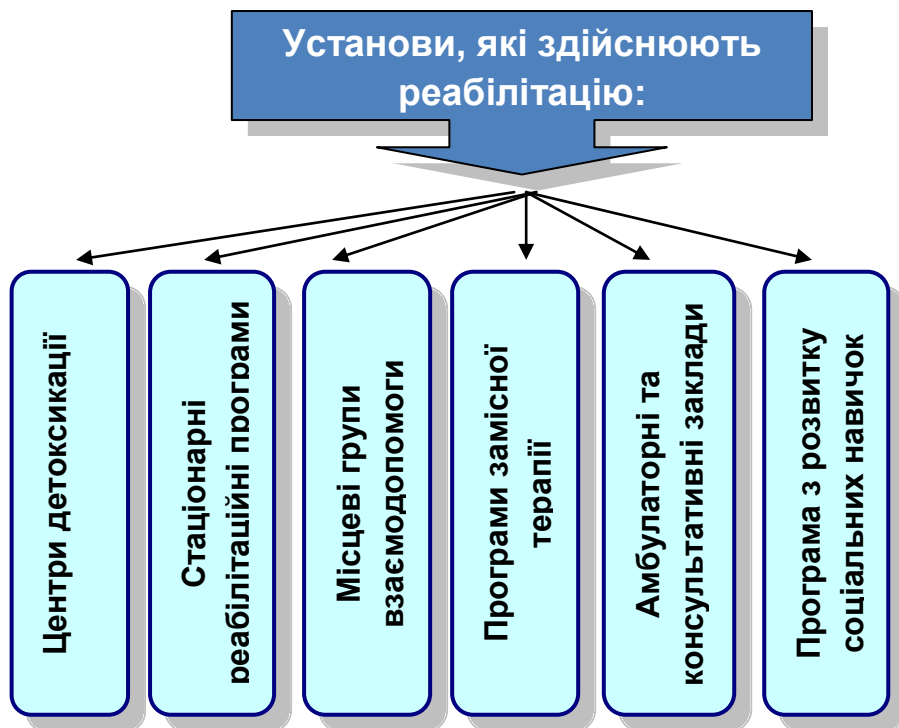 Установи, які здійснюють
реабілітацію:
Центри детоксикації
Стаціонарні
реабілітаційні програми
Місцеві групи
взаємодопомоги
Програми замісної
терапії
Амбулаторні та
консультативні заклади
Програма з розвитку
соціальних навичок